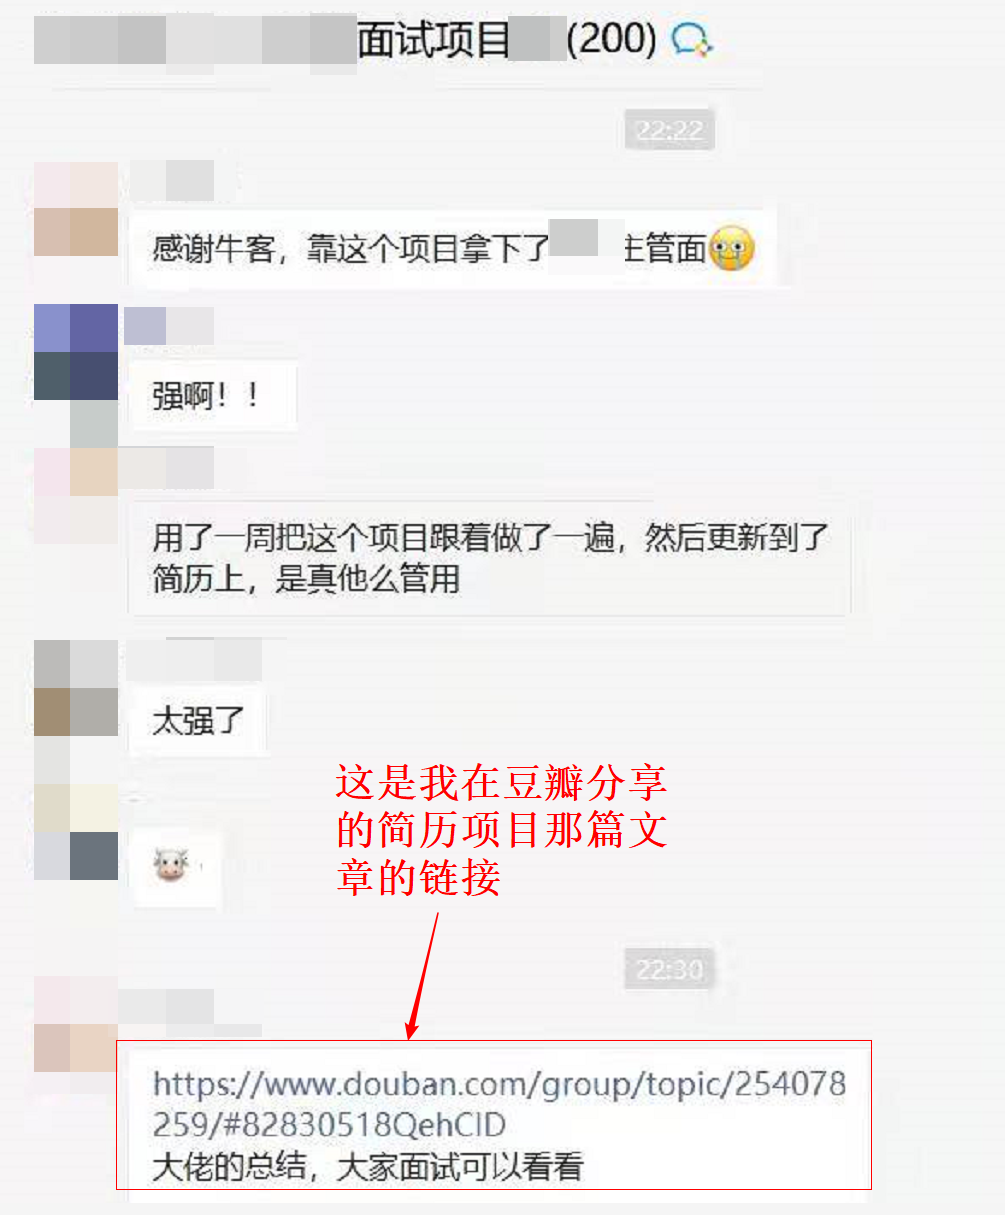 面试项目 (200)
22:22
感谢牛客，靠这个项目拿下了 主管面
强啊！！
用了一周把这个项目跟着做了一遍，然后更新到了
简历上，是真他么管用
太强了
这是我在豆瓣分享
的简历项目那篇文
章的链接
22:30
https://www.douban.com/group/topic/254078
259/#82830518QehCID
大佬的总结，大家面试可以看看